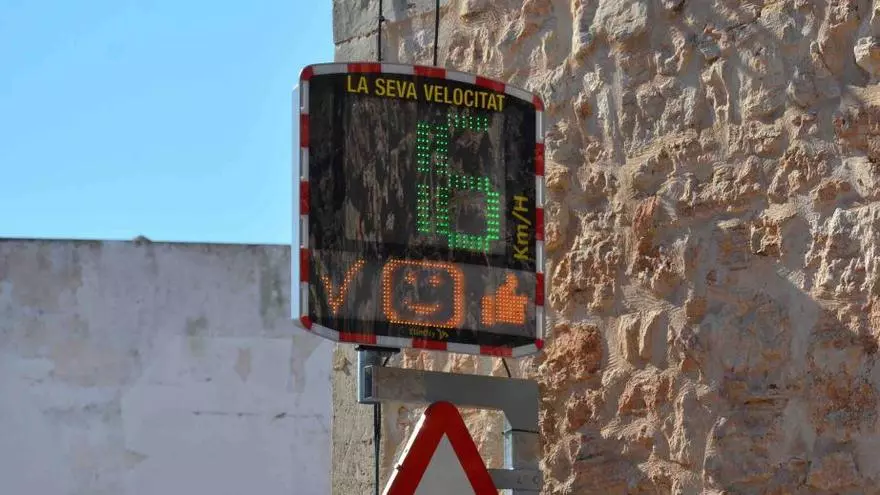 LA SEVA VELOCITAT
16
Km/H